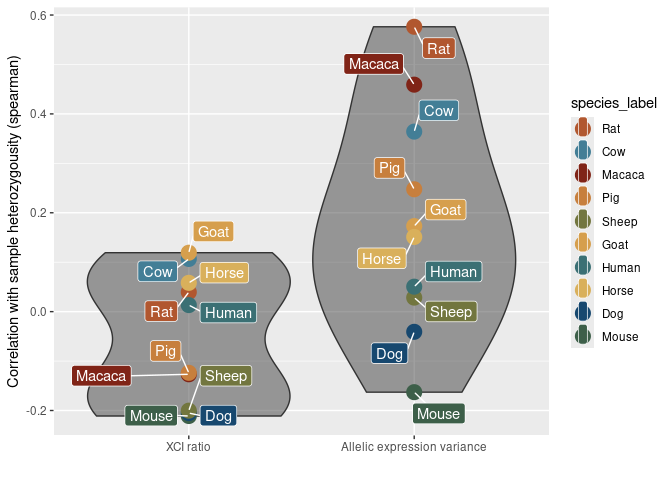 Correlation with sample heterozygousity (spearman)
0.6
0.4
0.2
0.0
-0.2
Goat
Cow
Horse
Rat
Human
Pig
Macaca
Sheep
Mouse
Dog
Rat
Macaca
Cow
Pig
Goat
Horse
Human
Sheep
Dog
Mouse
XCI ratio
Allelic expression variance
species_label
Rat
Cow
Macaca
Pig
Sheep
Goat
Human
Horse
Dog
Mouse